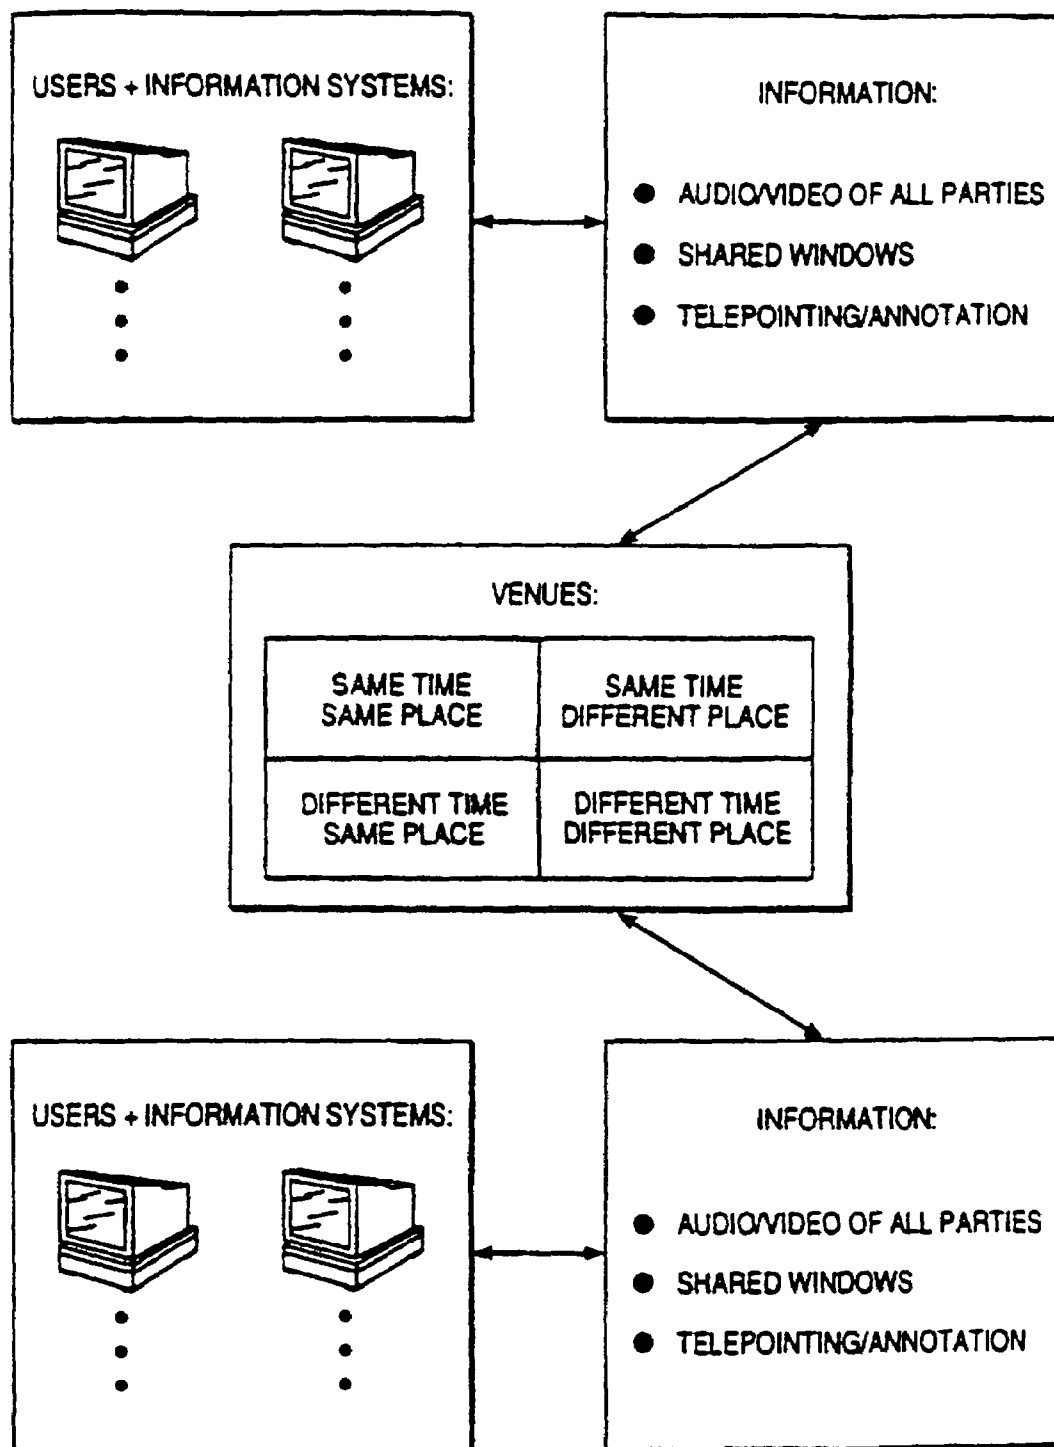 USERS + INFORMATION SYSTEMS:
INFORMATION:
● AUDIO/VIDEO OF ALL PARTIES
● SHARED WINDOWS
● TELEPOINTING/ANNOTATION
VENUES:
SAME TIME
SAME PLACE
SAME TIME
DIFFERENT PLACE
DIFFERENT TIME
SAME PLACE
DIFFERENT TIME
DIFFERENT PLACE
USERS + INFORMATION SYSTEMS:
INFORMATION:
● AUDIO/VIDEO OF ALL PARTIES
● SHARED WINDOWS
● TELEPOINTING/ANNOTATION